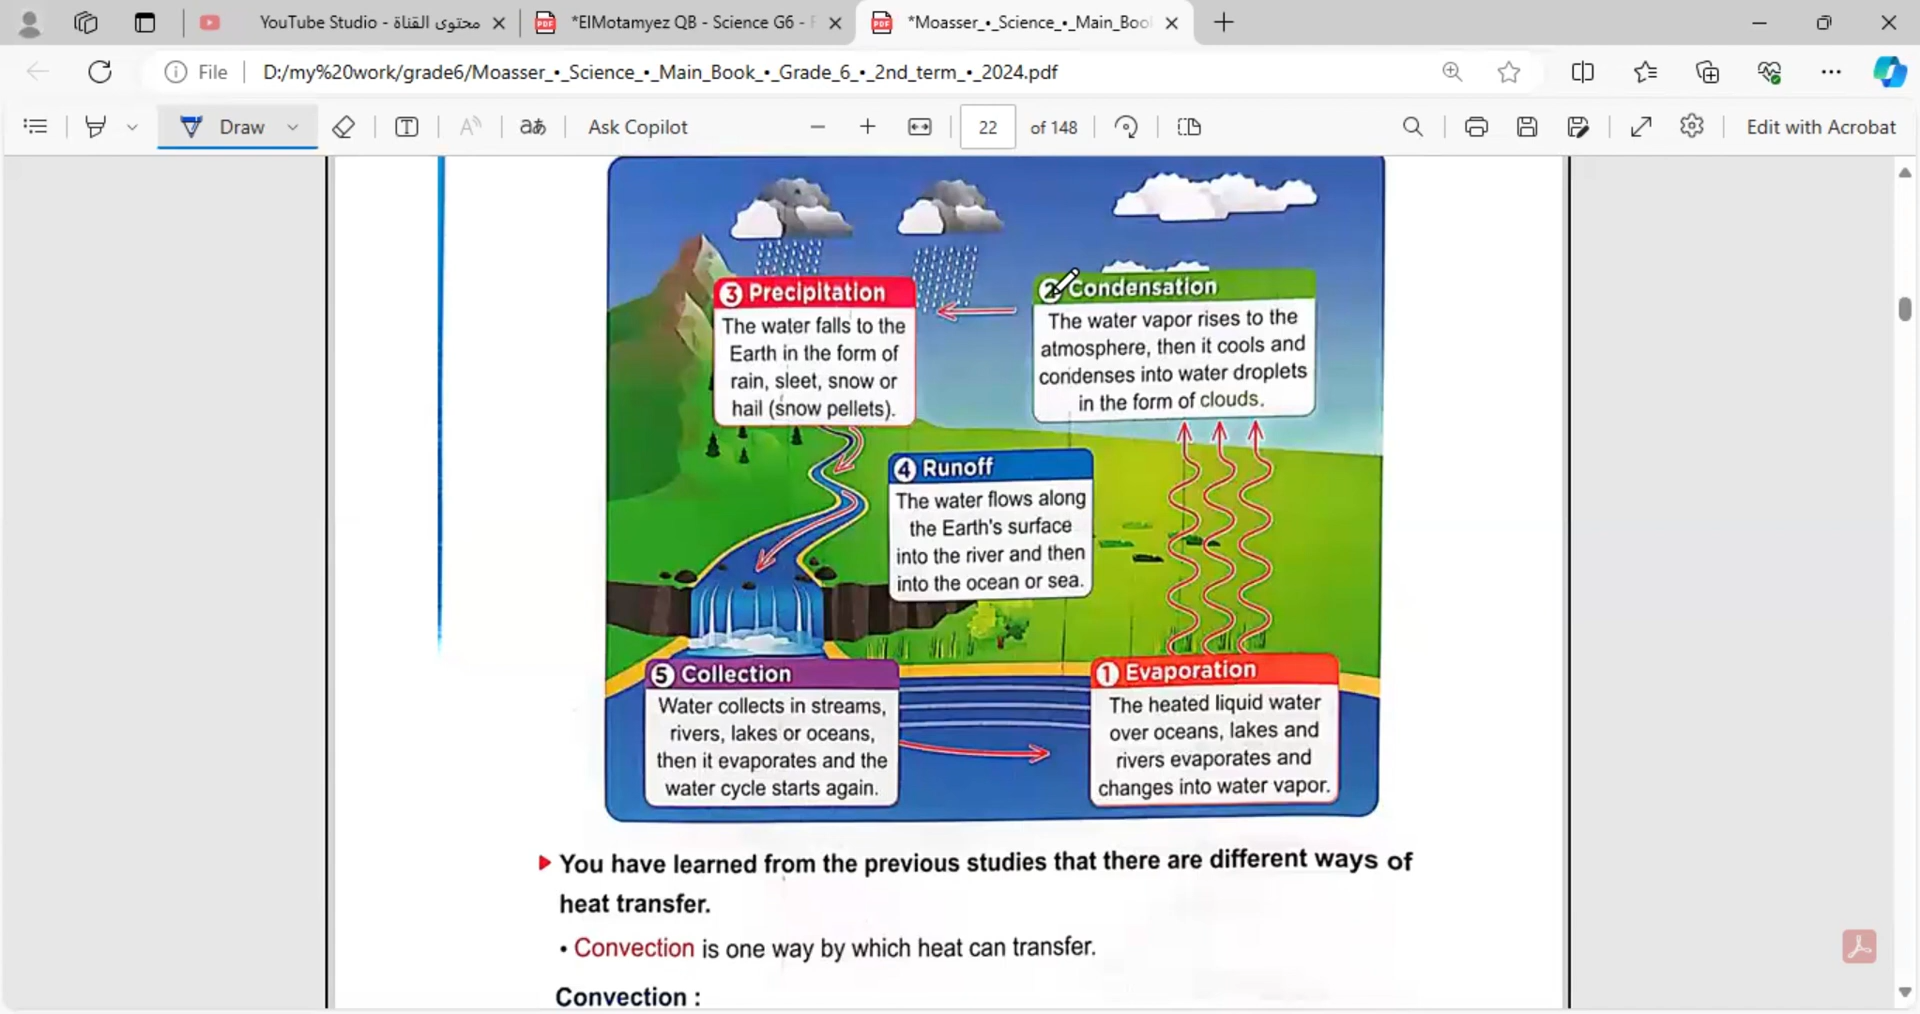 YouTube Studio - محتوى القناة
*ElMotamyez QB - Science G6 -
*Moasser_•_Science_•_Main_Boo
File
D:/my%20work/grade6/Moasser_•_Science_•_Main_Book_•_Grade_6_•_2nd_term_•_2024.pdf
Draw
aあ
Ask Copilot
22 of 148
Edit with Acrobat
3 Precipitation
The water falls to the
Earth in the form of
rain, sleet, snow or
hail (snow pellets).
2 Condensation
The water vapor rises to the
atmosphere, then it cools and
condenses into water droplets
in the form of clouds.
4 Runoff
The water flows along
the Earth's surface
into the river and then
into the ocean or sea.
5 Collection
Water collects in streams,
rivers, lakes or oceans,
then it evaporates and the
water cycle starts again.
1 Evaporation
The heated liquid water
over oceans, lakes and
rivers evaporates and
changes into water vapor.
You have learned from the previous studies that there are different ways of
heat transfer.
• Convection is one way by which heat can transfer.
Convection :